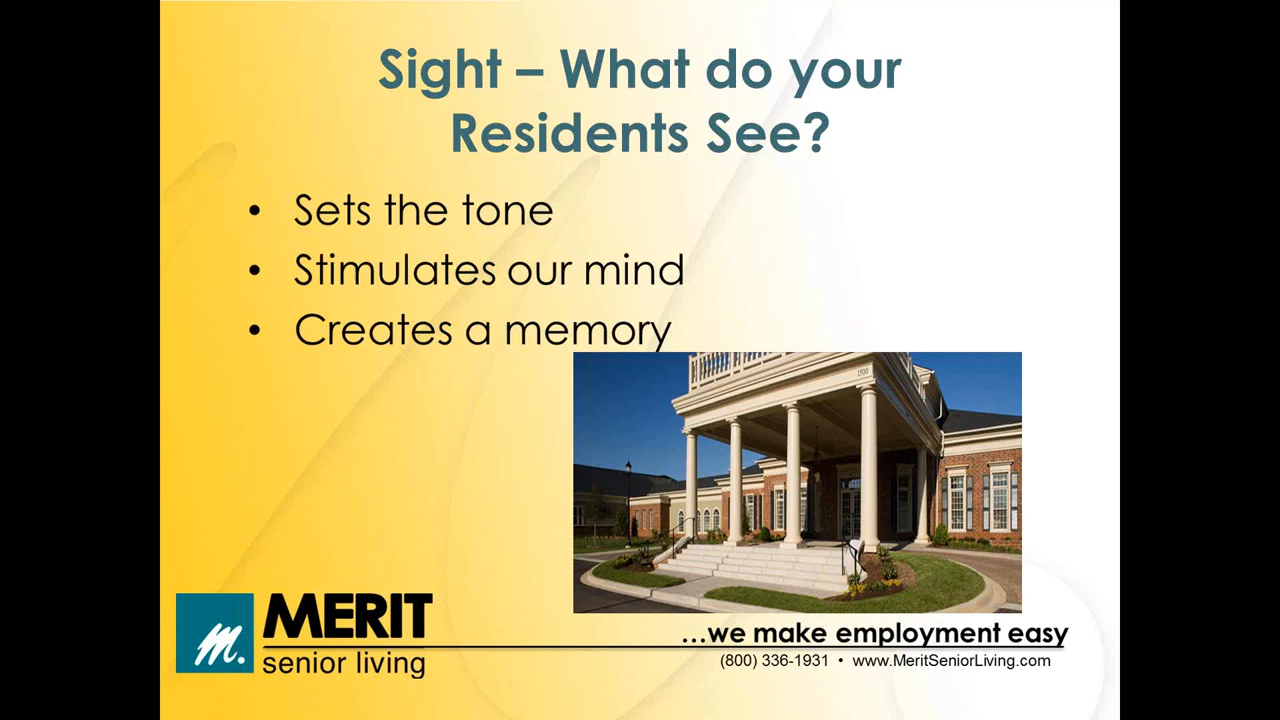 Sight – What do your
Residents See?
• Sets the tone
• Stimulates our mind
• Creates a memory
1500
m.
MERIT
senior living
...we make employment easy
(800) 336-1931 • www.MeritSeniorLiving.com